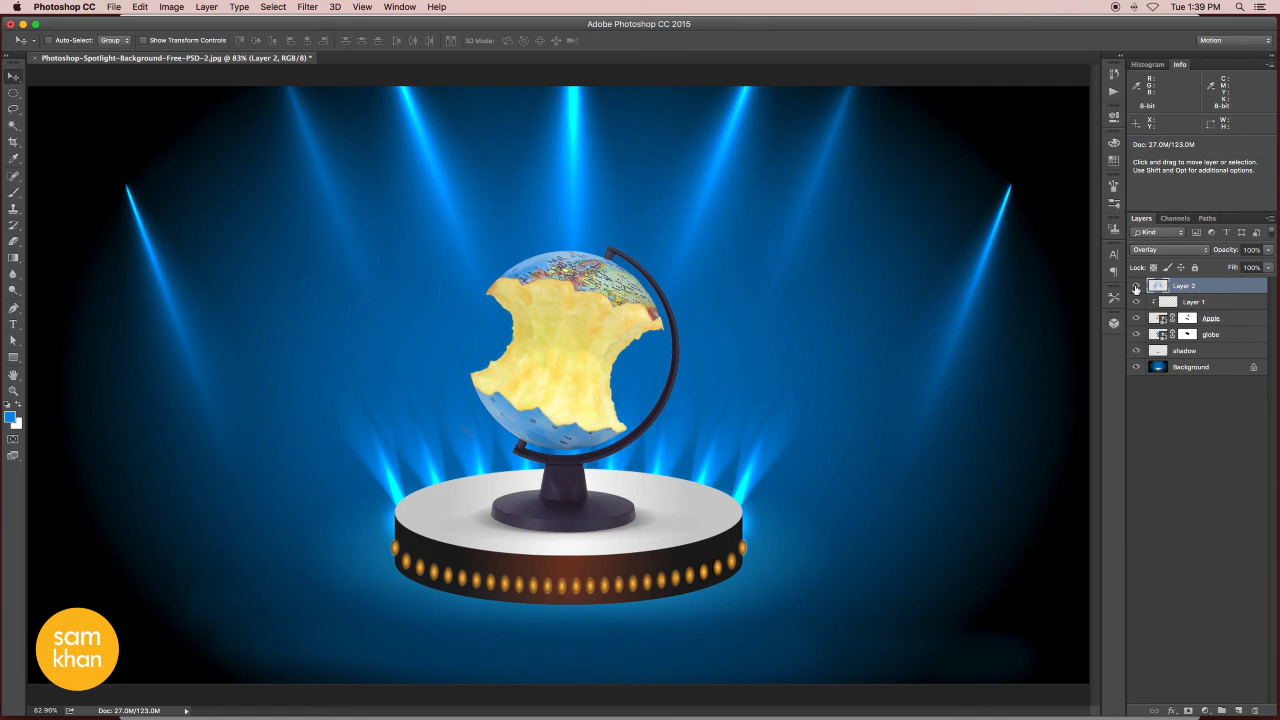 Photoshop CC File Edit Image Layer Type Select Filter 3D View Window Help Tue 1:39 PM
Adobe Photoshop CC 2015
Auto-Select: Group Show Transform Controls 3D Mode: Motion
× Photoshop-Spotlight-Background-Free-PSD-2.jpg @ 83% (Layer 2, RGB/8) *
Histogram Info
R: C:
G: M:
B: Y:
K:
8-bit 8-bit
X: W:
Y: H:
Doc: 27.0M/123.0M
Click and drag to move layer or selection.
Use Shift and Opt for additional options.
Layers Channels Paths
Kind
Overlay Opacity: 100%
Lock: Fill: 100%
Layer 2
Layer 1
Apple
globe
shadow
Background
sam
khan
82.96% Doc: 27.0M/123.0M